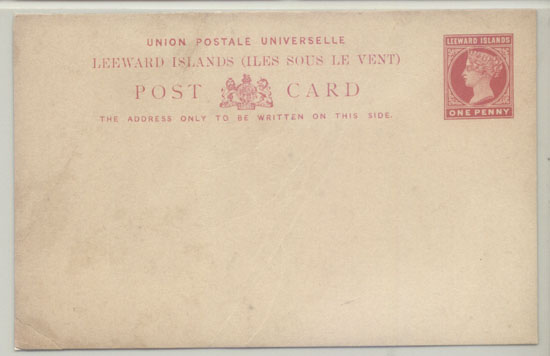 UNION POSTALE UNIVERSELLE
LEEWARD ISLANDS (ILES SOUS LE VENT)
POST CARD
THE ADDRESS ONLY TO BE WRITTEN ON THIS SIDE.
LEEWARD ISLANDS
ONE PENNY